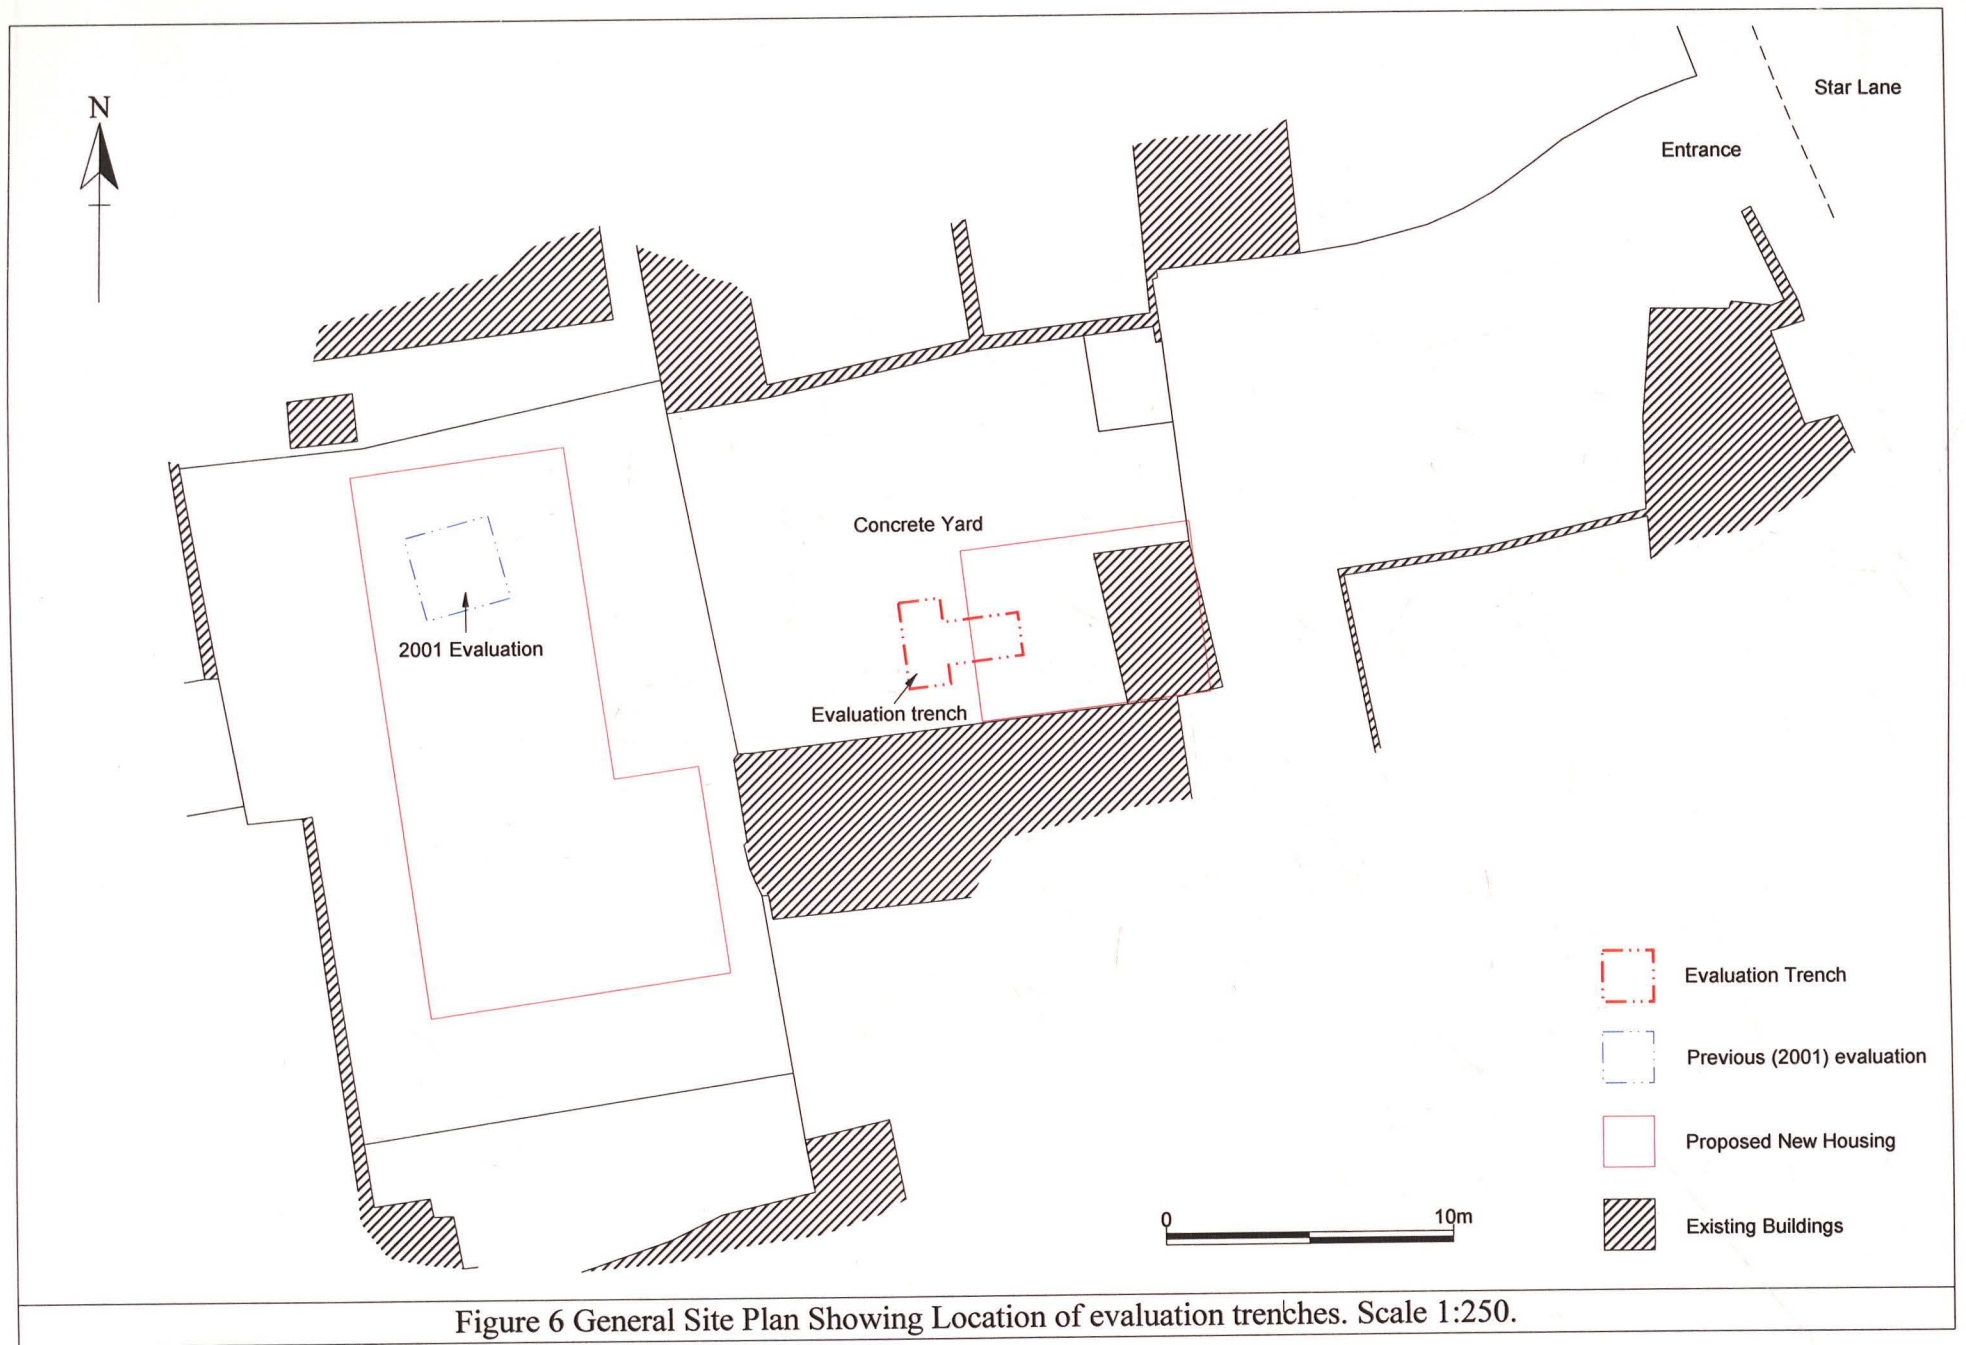 N
Star Lane
Entrance
Concrete Yard
2001 Evaluation
Evaluation trench
Evaluation Trench
Previous (2001) evaluation
Proposed New Housing
Existing Buildings
0 10m
Figure 6 General Site Plan Showing Location of evaluation trenches. Scale 1:250.